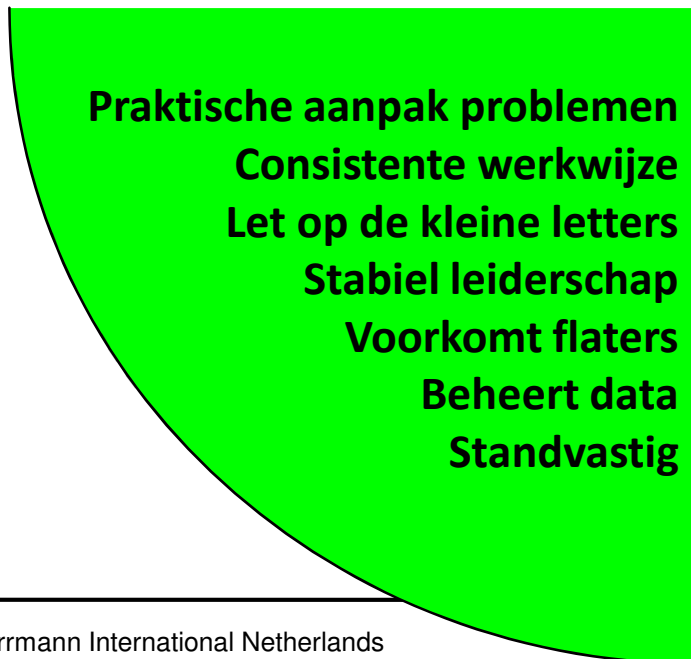 Praktische aanpak problemen
Consistente werkwijze
Let op de kleine letters
Stabiel leiderschap
Voorkomt flaters
Beheert data
Standvastig
rrmann International Netherlands